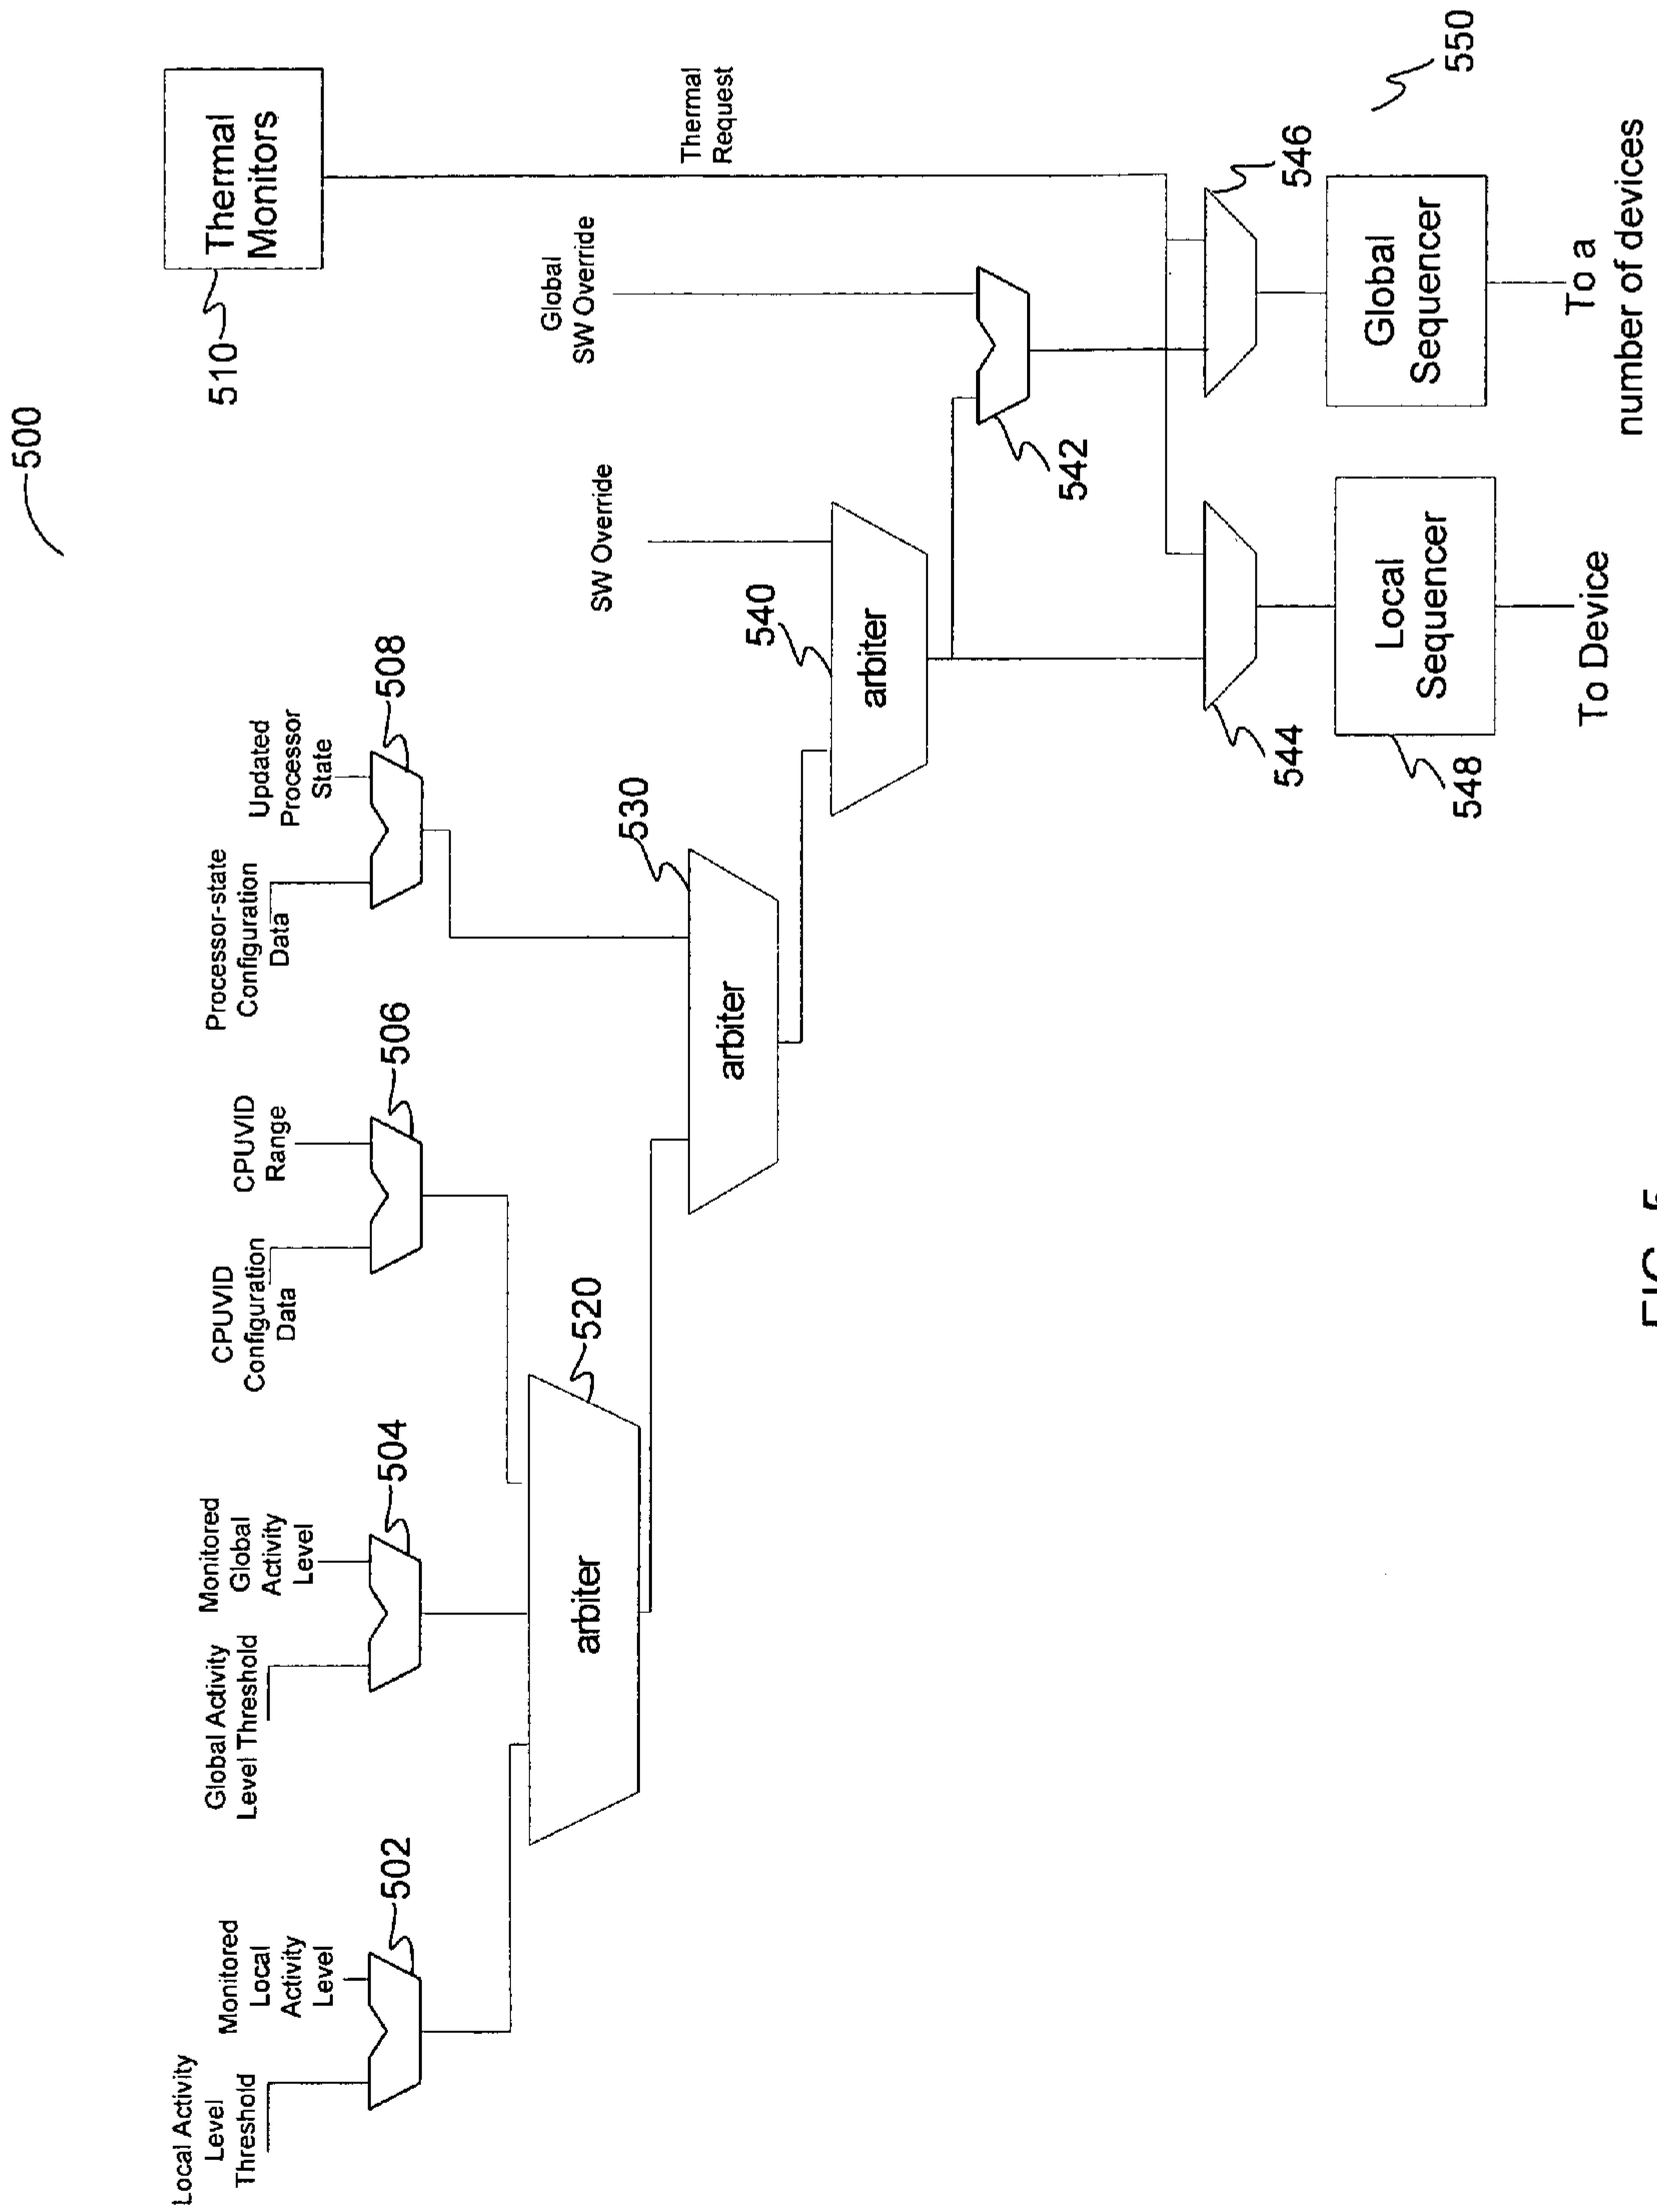 500
Local Activity
Level
Threshold
Monitored
Local
Activity
Level
502
Global Activity
Level Threshold
Monitored
Global
Activity
Level
504
CPUVID
Configuration
Data
CPUVID
Range
506
Processor-state
Configuration
Data
Updated
Processor
State
508
510
Thermal
Monitors
arbiter
520
arbiter
530
SW Override
540
arbiter
Global
SW Override
542
Thermal
Request
544
546
548
Local
Sequencer
To Device
Global
Sequencer
550
To a
number of devices